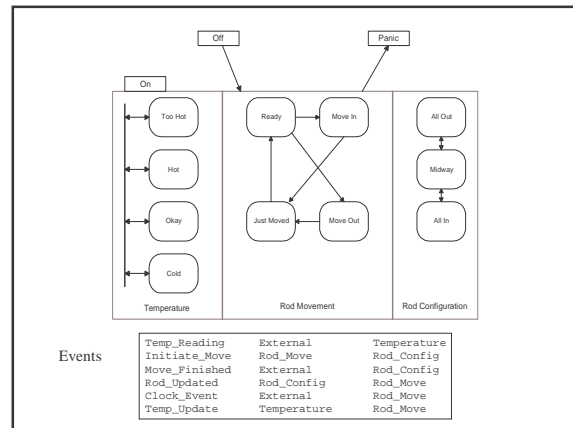 Off
Panic
On
Too Hot
Ready
Move In
All Out
Hot
Midway
Okay
Just Moved
Move Out
All In
Cold
Temperature
Rod Movement
Rod Configuration
Events
Temp_Reading External Temperature
Initiate_Move Rod_Move Rod_Config
Move_Finished External Rod_Config
Rod_Updated Rod_Config Rod_Move
Clock_Event External Rod_Move
Temp_Update Temperature Rod_Move